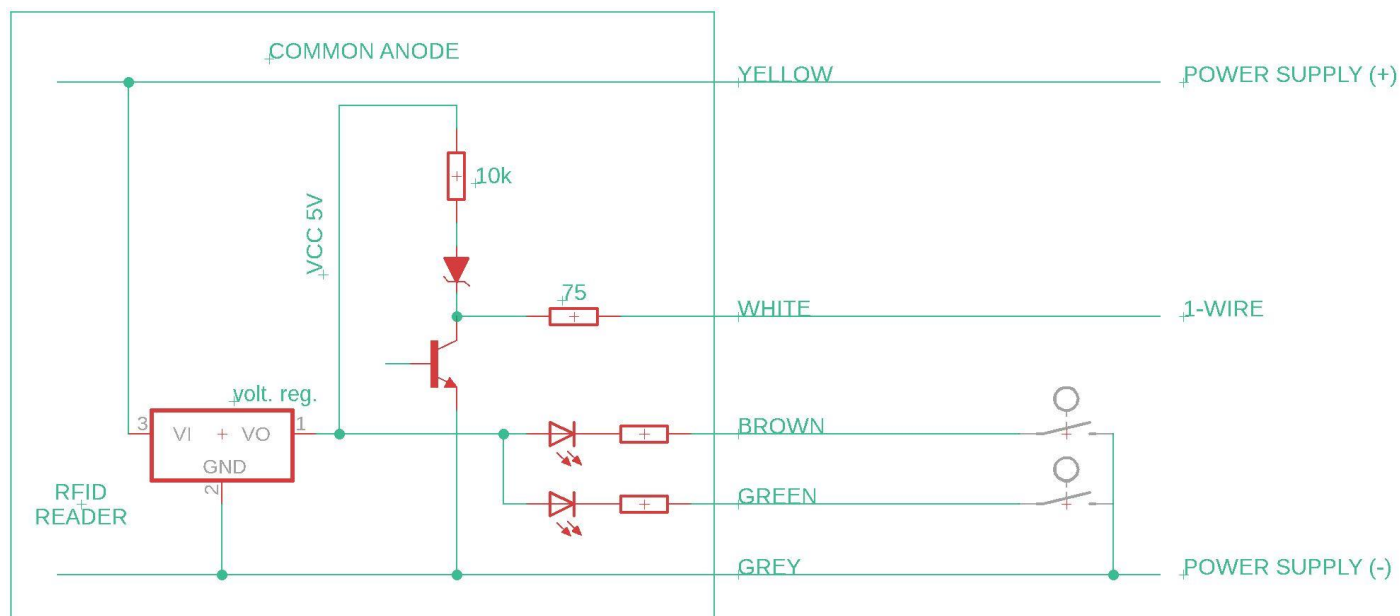 COMMON ANODE
YELLOW
POWER SUPPLY (+)
10k
VCC 5V
75
WHITE
1-WIRE
volt. reg.
3
VI
VO
1
GND
2
BROWN
GREEN
RFID
READER
GREY
POWER SUPPLY (-)